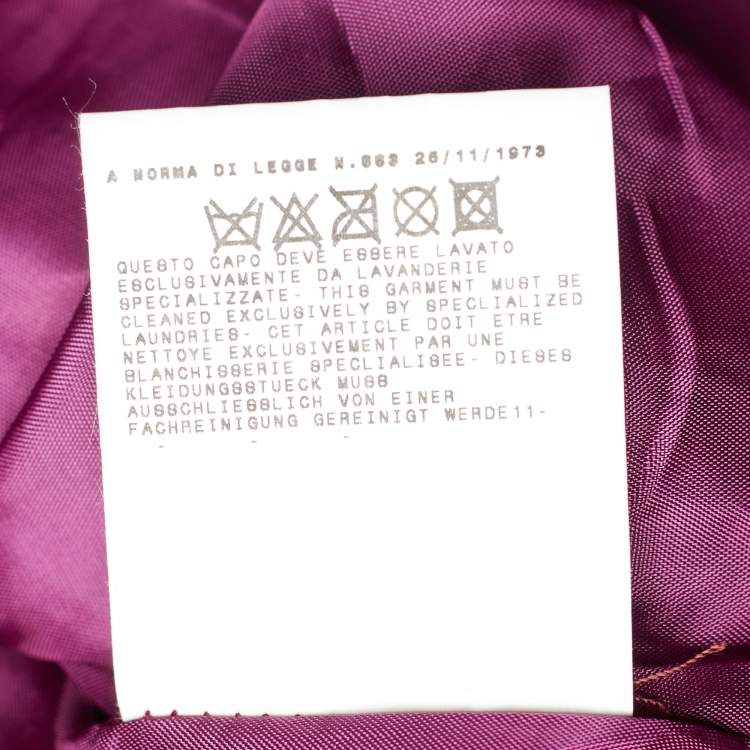 A NORMA DI LEGGE N.883 26/11/1973
QUESTO CAPO DEVE ESSERE LAVATO
ESCLUSIVAMENTE DA LAVANDERIE
SPECIALIZZATE- THIS GARMENT MUST BE
CLEANED EXCLUSIVELY BY SPECLIALIZED
LAUNDRIES- CET ARTICLE DOIT ETRE
NETTOYE EXCLUSIVEMENT PAR UNE
BLANCHISSERIE SPECLIALISEE- DIESES
KLEIDUNGSSTUECK MUSS
AUSSCHLIESSLICH VON EINER
FACHREINIGUNG GEREINIGT WERDE11-